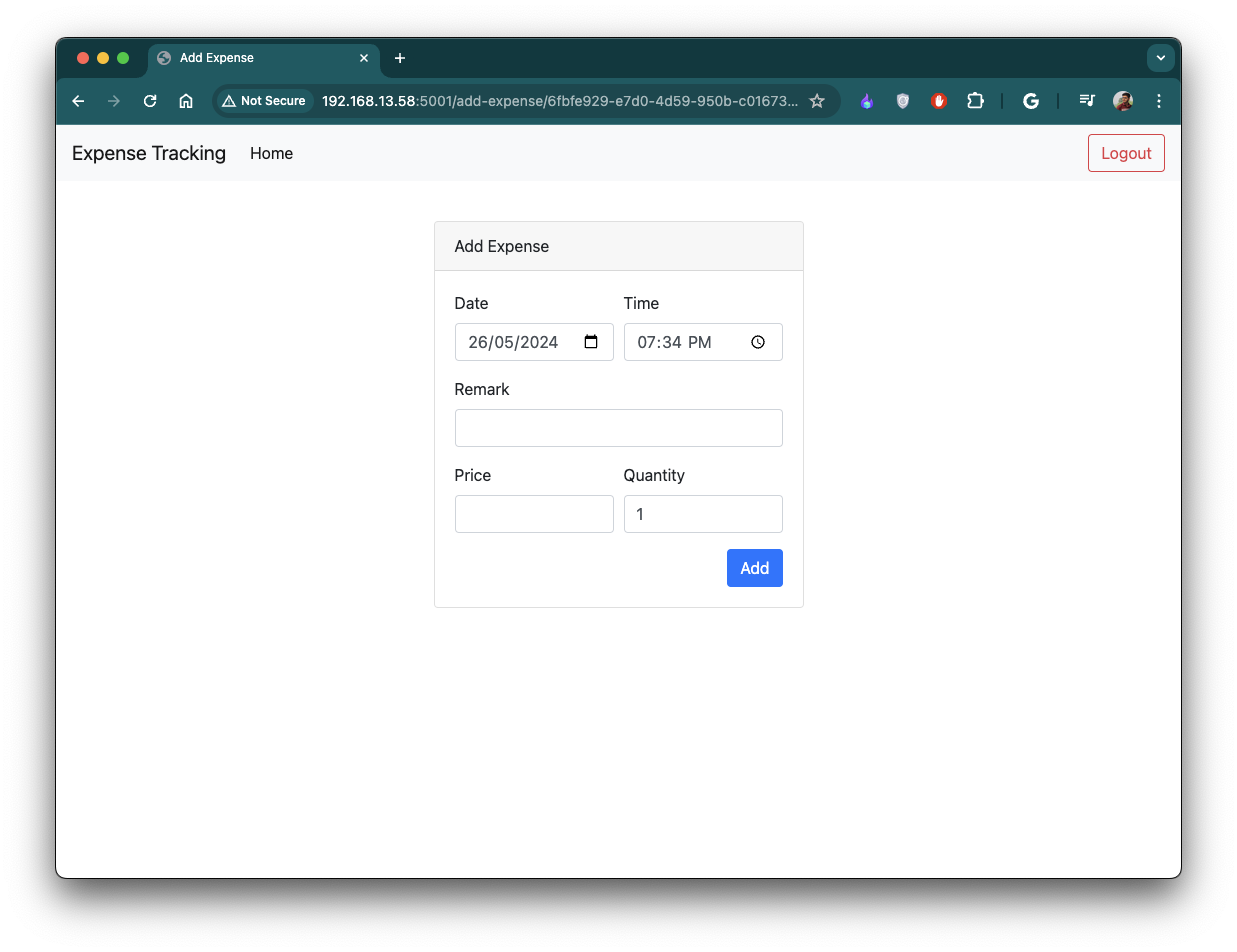 Add Expense
Not Secure 192.168.13.58:5001/add-expense/6fbfe929-e7d0-4d59-950b-c01673...
Expense Tracking Home Logout
Add Expense
Date Time
26/05/2024 07:34 PM
Remark
Price Quantity
1
Add